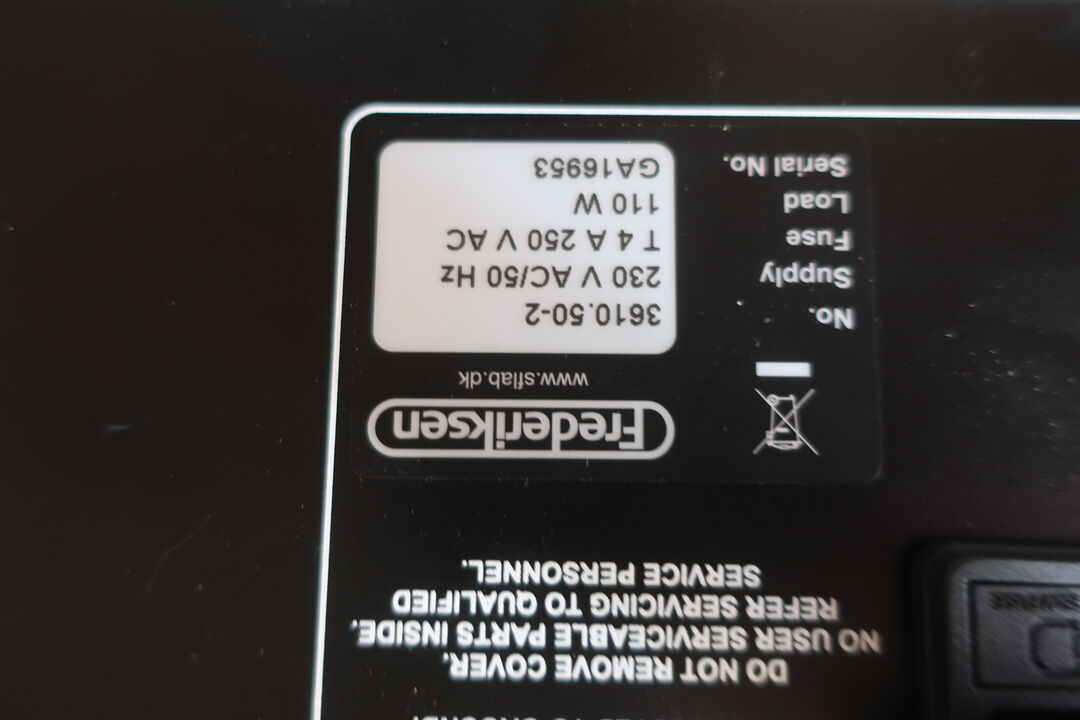 DO NOT REMOVE COVER.
NO USER SERVICEABLE PARTS INSIDE.
REFER SERVICING TO QUALIFIED
SERVICE PERSONNEL.
Frederiksen
www.sflab.dk
No. 3610.50-2
Supply 230 V AC/50 Hz
Fuse T 4 A 250 V AC
Load 110 W
Serial No. GA16953